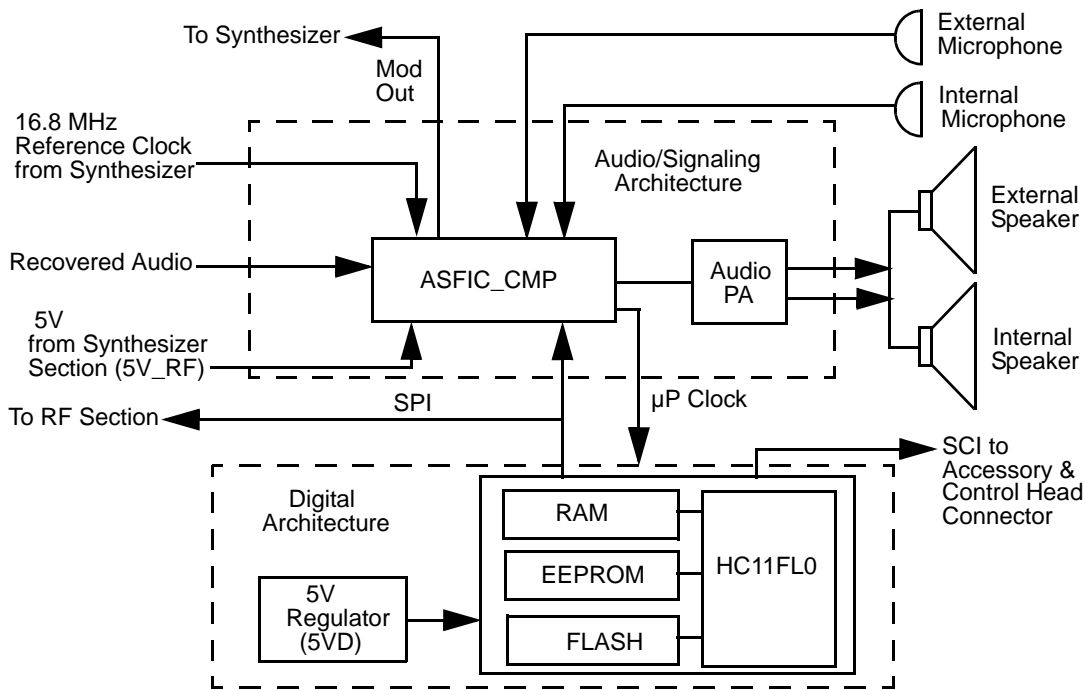 To Synthesizer
Mod
Out
External
Microphone
Internal
Microphone
16.8 MHz
Reference Clock
from Synthesizer
Audio/Signaling
Architecture
External
Speaker
Recovered Audio
ASFIC_CMP
Audio
PA
5V
from Synthesizer
Section (5V_RF)
Internal
Speaker
To RF Section
SPI
µP Clock
SCI to
Accessory &
Control Head
Connector
Digital
Architecture
RAM
EEPROM
FLASH
HC11FL0
5V
Regulator
(5VD)